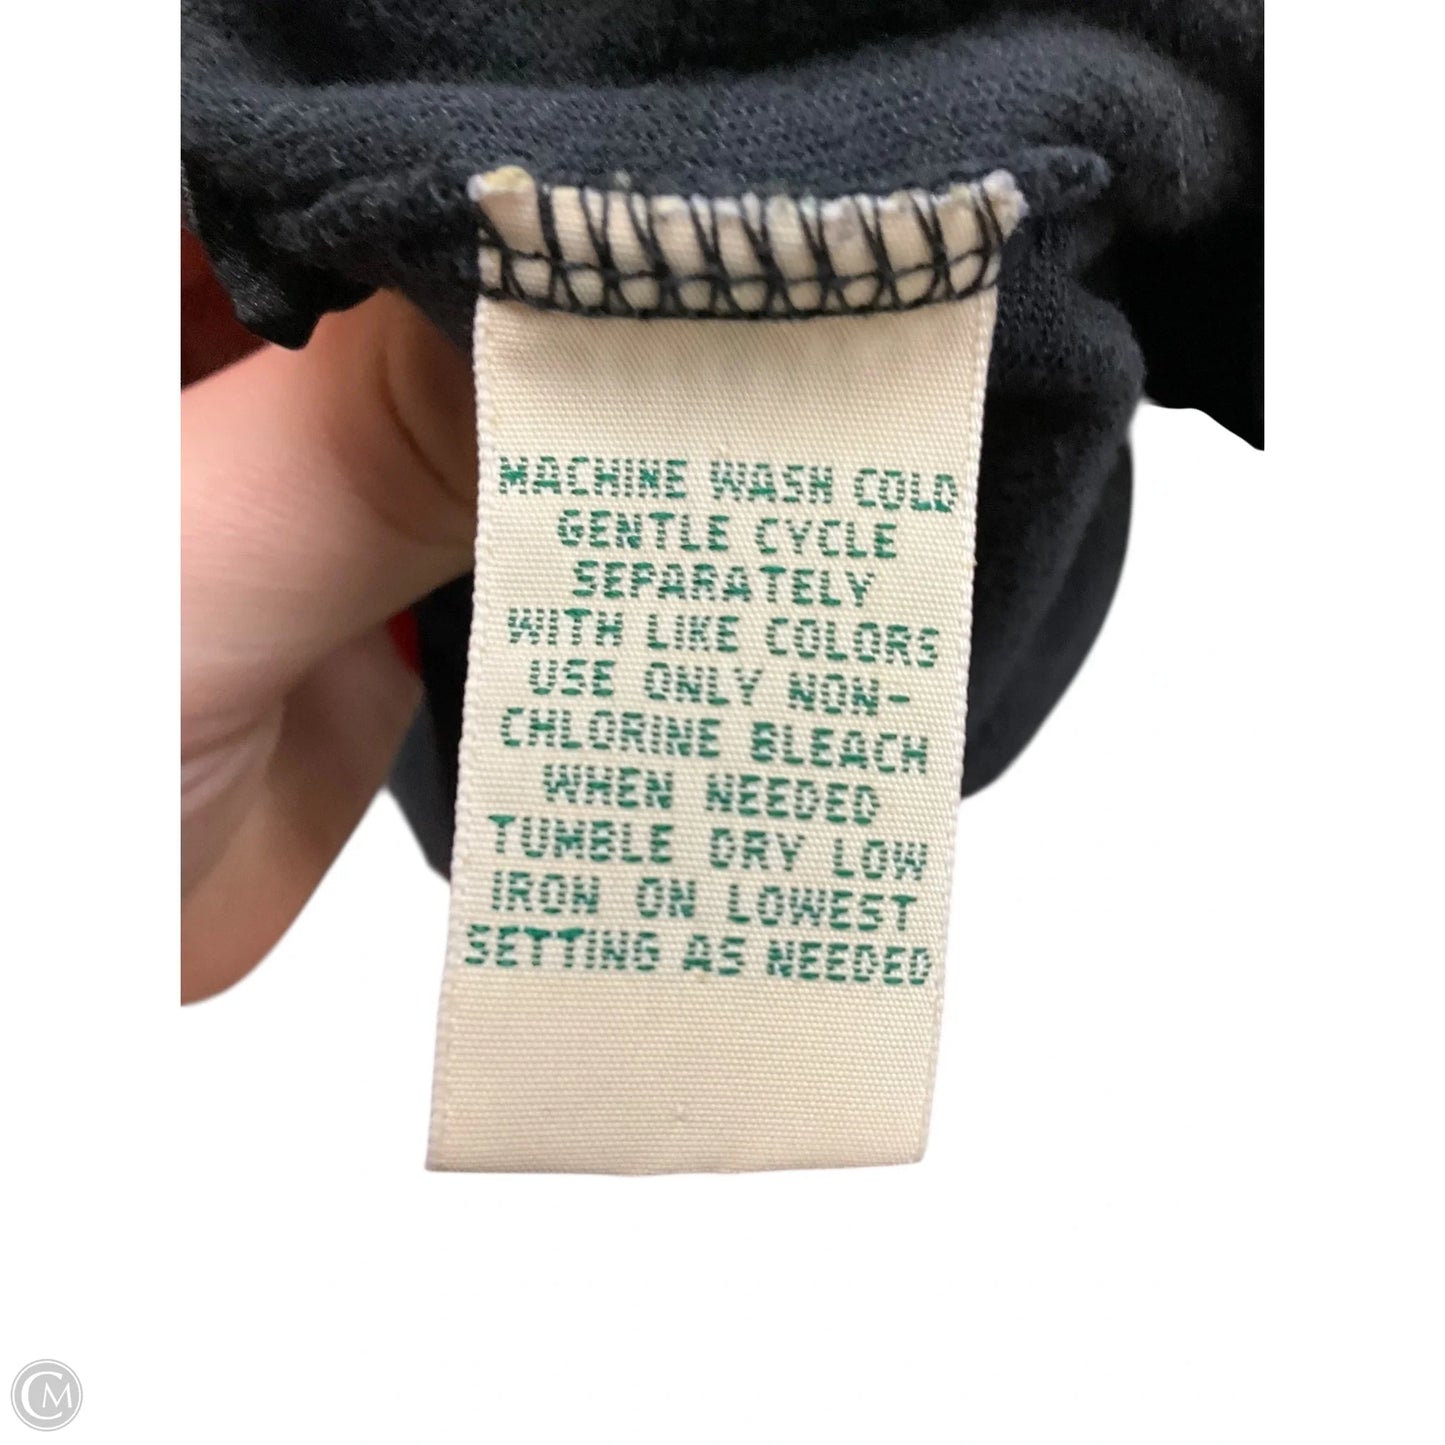 MACHINE WASH COLD
GENTLE CYCLE
SEPARATELY
WITH LIKE COLORS
USE ONLY NON-
CHLORINE BLEACH
WHEN NEEDED
TUMBLE DRY LOW
IRON ON LOWEST
SETTING AS NEEDED
CM